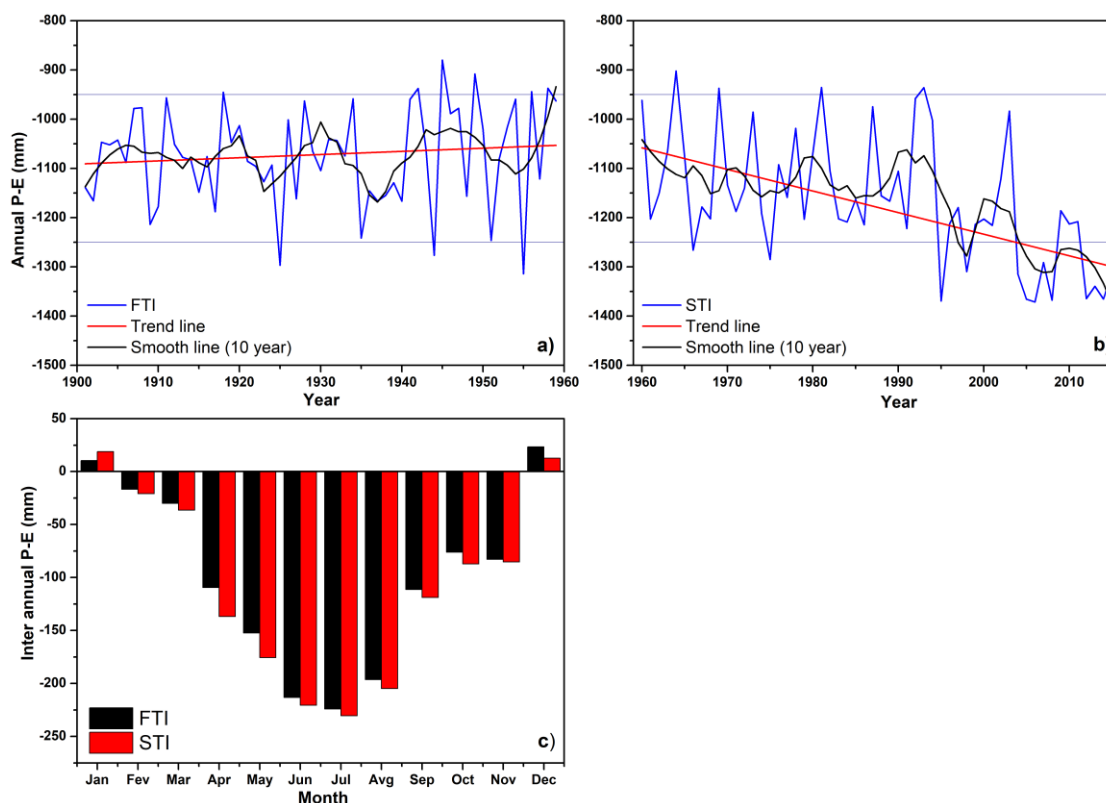 -800
-900
-1000
-1100
-1200
-1300
-1400
-1500
Annual P-E (mm)
FTI
Trend line
Smooth line (10 year)
a)
1900 1910 1920 1930 1940 1950 1960
Year
-800
-900
-1000
-1100
-1200
-1300
-1400
-1500
STI
Trend line
Smooth line (10 year)
b
1960 1970 1980 1990 2000 2010
Year
50
0
-50
-100
-150
-200
-250
Inter annual P-E (mm)
FTI
STI
c)
Jan Fev Mar Apr May Jun Jul Avg Sep Oct Nov Dec
Month